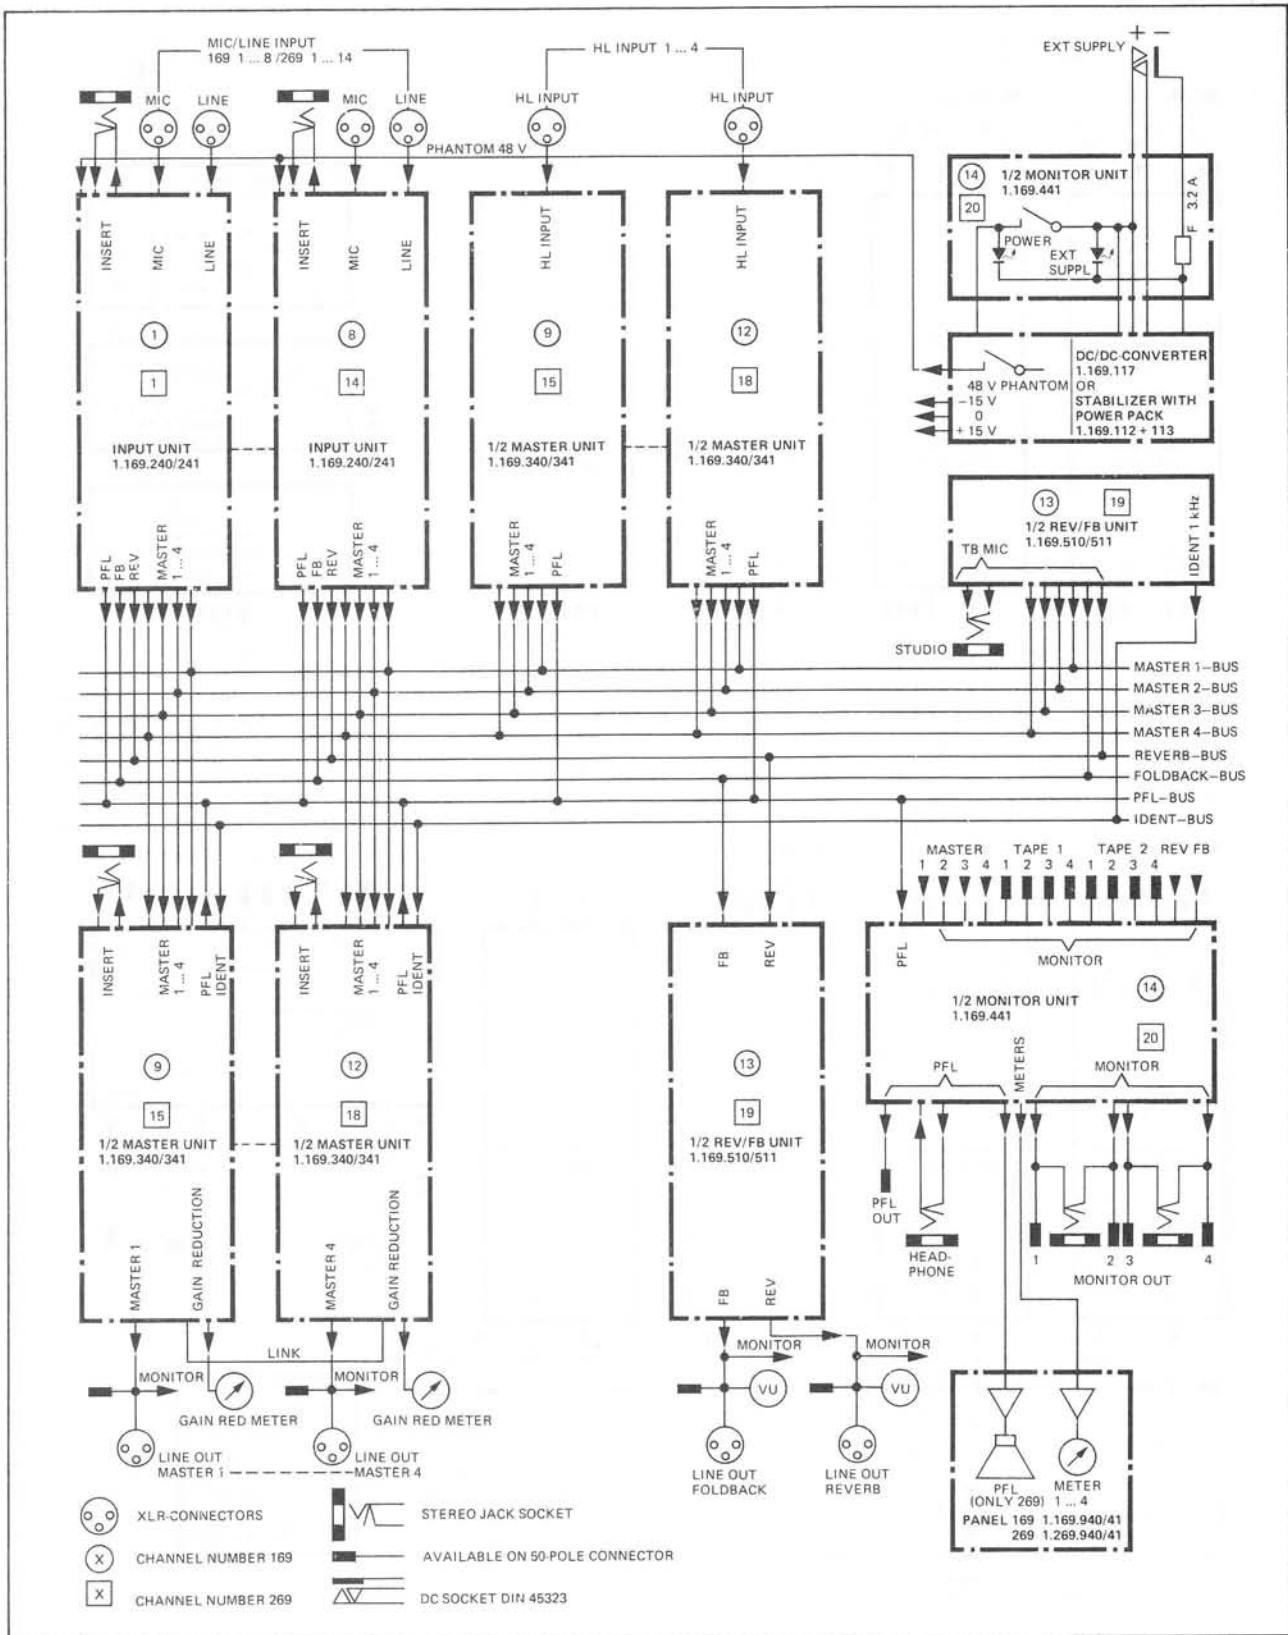 MIC/LINE INPUT
169 1 ... 8 /269 1 ... 14
HL INPUT 1 ... 4
EXT SUPPLY
+ −
MIC
LINE
MIC
LINE
HL INPUT
HL INPUT
PHANTOM 48 V
INSERT
MIC
LINE
1
1
INPUT UNIT
1.169.240/241
PFL
FB
REV
MASTER
1 ... 4
INSERT
MIC
LINE
8
14
INPUT UNIT
1.169.240/241
PFL
FB
REV
MASTER
1 ... 4
HL INPUT
9
15
1/2 MASTER UNIT
1.169.340/341
MASTER
1 ... 4
PFL
HL INPUT
12
18
1/2 MASTER UNIT
1.169.340/341
MASTER
1 ... 4
PFL
14
20
1/2 MONITOR UNIT
1.169.441
POWER
EXT
SUPPL
F 3.2 A
DC/DC-CONVERTER
1.169.117
OR
STABILIZER WITH
POWER PACK
1.169.112 + 113
48 V PHANTOM
−15 V
0
+ 15 V
13
19
1/2 REV/FB UNIT
1.169.510/511
TB MIC
IDENT 1 kHz
STUDIO
MASTER 1–BUS
MASTER 2–BUS
MASTER 3–BUS
MASTER 4–BUS
REVERB–BUS
FOLDBACK–BUS
PFL–BUS
IDENT–BUS
INSERT
MASTER
1 ... 4
PFL
IDENT
9
15
1/2 MASTER UNIT
1.169.340/341
MASTER 1
GAIN REDUCTION
INSERT
MASTER
1 ... 4
PFL
IDENT
12
18
1/2 MASTER UNIT
1.169.340/341
MASTER 4
GAIN REDUCTION
LINK
MONITOR
GAIN RED METER
LINE OUT
MASTER 1
MONITOR
GAIN RED METER
LINE OUT
MASTER 4
FB
REV
13
19
1/2 REV/FB UNIT
1.169.510/511
FB
REV
MONITOR
VU
LINE OUT
FOLDBACK
MONITOR
VU
LINE OUT
REVERB
MASTER TAPE 1 TAPE 2 REV FB
1 2 3 4 1 2 3 4 1 2 3 4
PFL
MONITOR
1/2 MONITOR UNIT
1.169.441
14
20
PFL
METERS
MONITOR
PFL
OUT
HEAD-
PHONE
1 2 3 4
MONITOR OUT
PFL
(ONLY 269)
METER
1 ... 4
PANEL 169 1.169.940/41
269 1.269.940/41
XLR-CONNECTORS
X CHANNEL NUMBER 169
X CHANNEL NUMBER 269
STEREO JACK SOCKET
AVAILABLE ON 50-POLE CONNECTOR
DC SOCKET DIN 45323